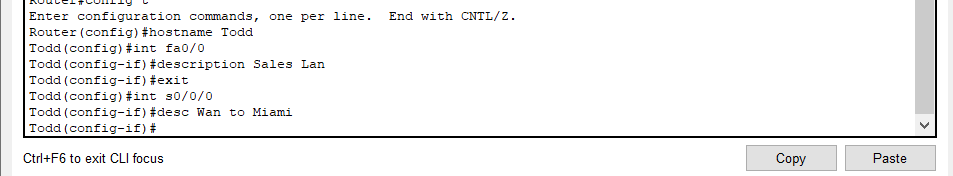 Router#config t
Enter configuration commands, one per line.  End with CNTL/Z.
Router(config)#hostname Todd
Todd(config)#int fa0/0
Todd(config-if)#description Sales Lan
Todd(config-if)#exit
Todd(config)#int s0/0/0
Todd(config-if)#desc Wan to Miami
Todd(config-if)#
Ctrl+F6 to exit CLI focus
Copy
Paste